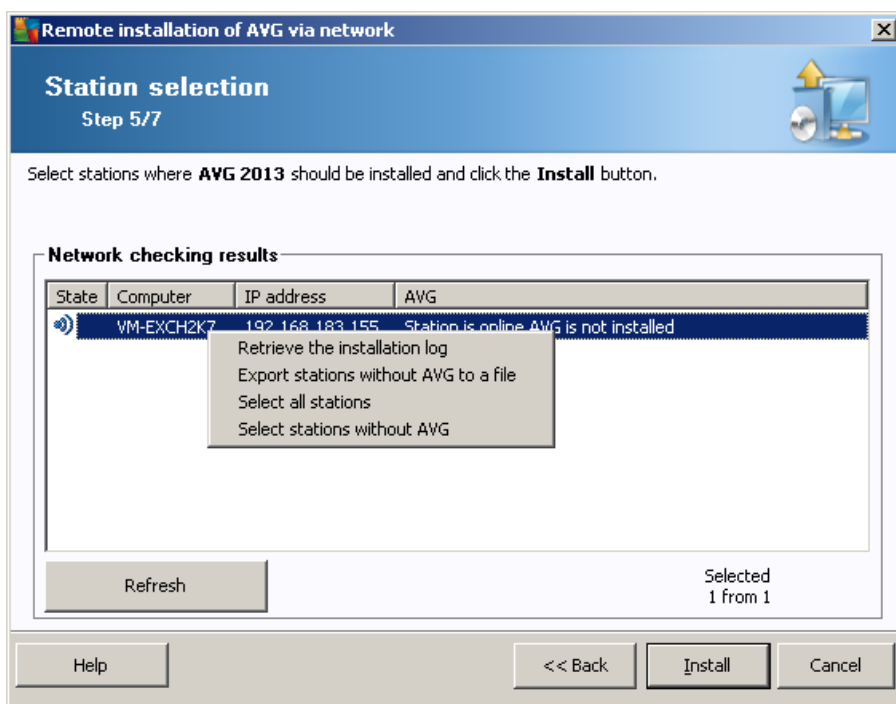 Remote installation of AVG via network
Station selection
Step 5/7
Select stations where AVG 2013 should be installed and click the Install button.
Network checking results
State Computer IP address AVG
VM-EXCH2K7 192.168.183.155 Station is online AVG is not installed
Retrieve the installation log
Export stations without AVG to a file
Select all stations
Select stations without AVG
Refresh
Selected
1 from 1
Help << Back Install Cancel